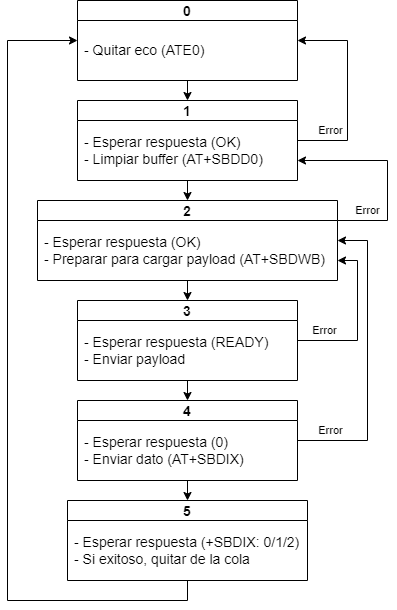 0
- Quitar eco (ATE0)
1
Error
- Esperar respuesta (OK)
- Limpiar buffer (AT+SBDD0)
2
Error
- Esperar respuesta (OK)
- Preparar para cargar payload (AT+SBDWB)
3
Error
- Esperar respuesta (READY)
- Enviar payload
4
Error
- Esperar respuesta (0)
- Enviar dato (AT+SBDIX)
5
- Esperar respuesta (+SBDIX: 0/1/2)
- Si exitoso, quitar de la cola